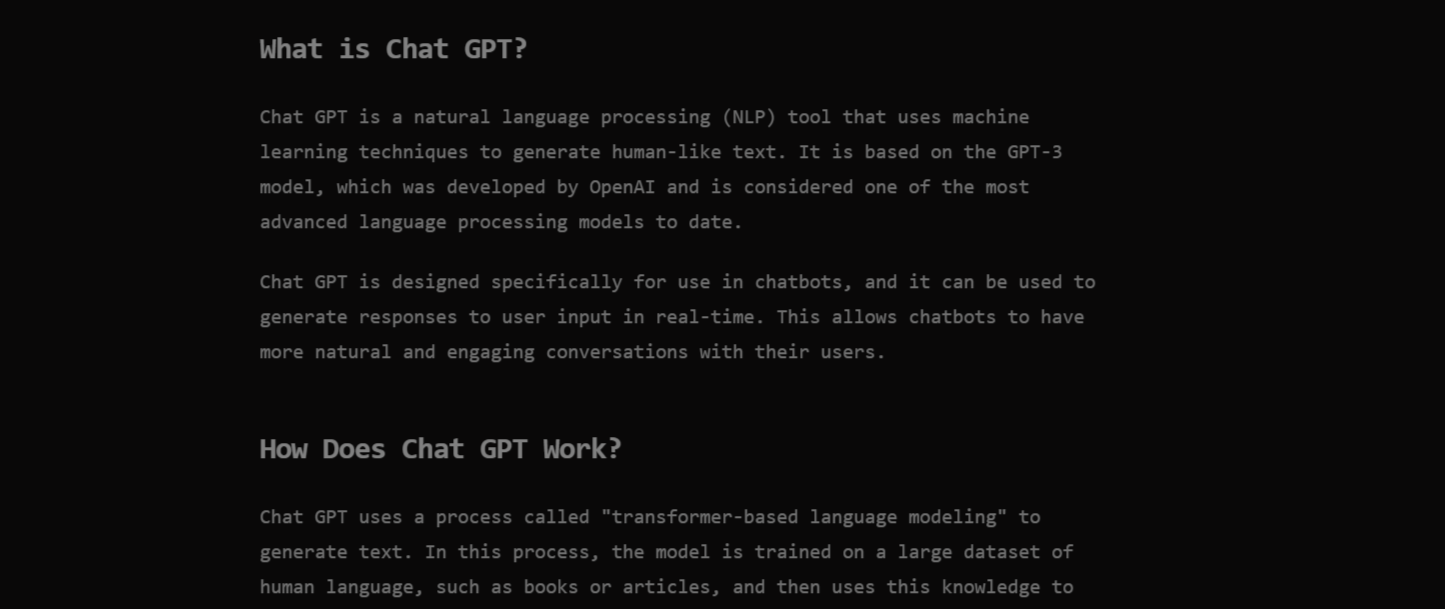 What is Chat GPT?
Chat GPT is a natural language processing (NLP) tool that uses machine
learning techniques to generate human-like text. It is based on the GPT-3
model, which was developed by OpenAI and is considered one of the most
advanced language processing models to date.
Chat GPT is designed specifically for use in chatbots, and it can be used to
generate responses to user input in real-time. This allows chatbots to have
more natural and engaging conversations with their users.
How Does Chat GPT Work?
Chat GPT uses a process called "transformer-based language modeling" to
generate text. In this process, the model is trained on a large dataset of
human language, such as books or articles, and then uses this knowledge to